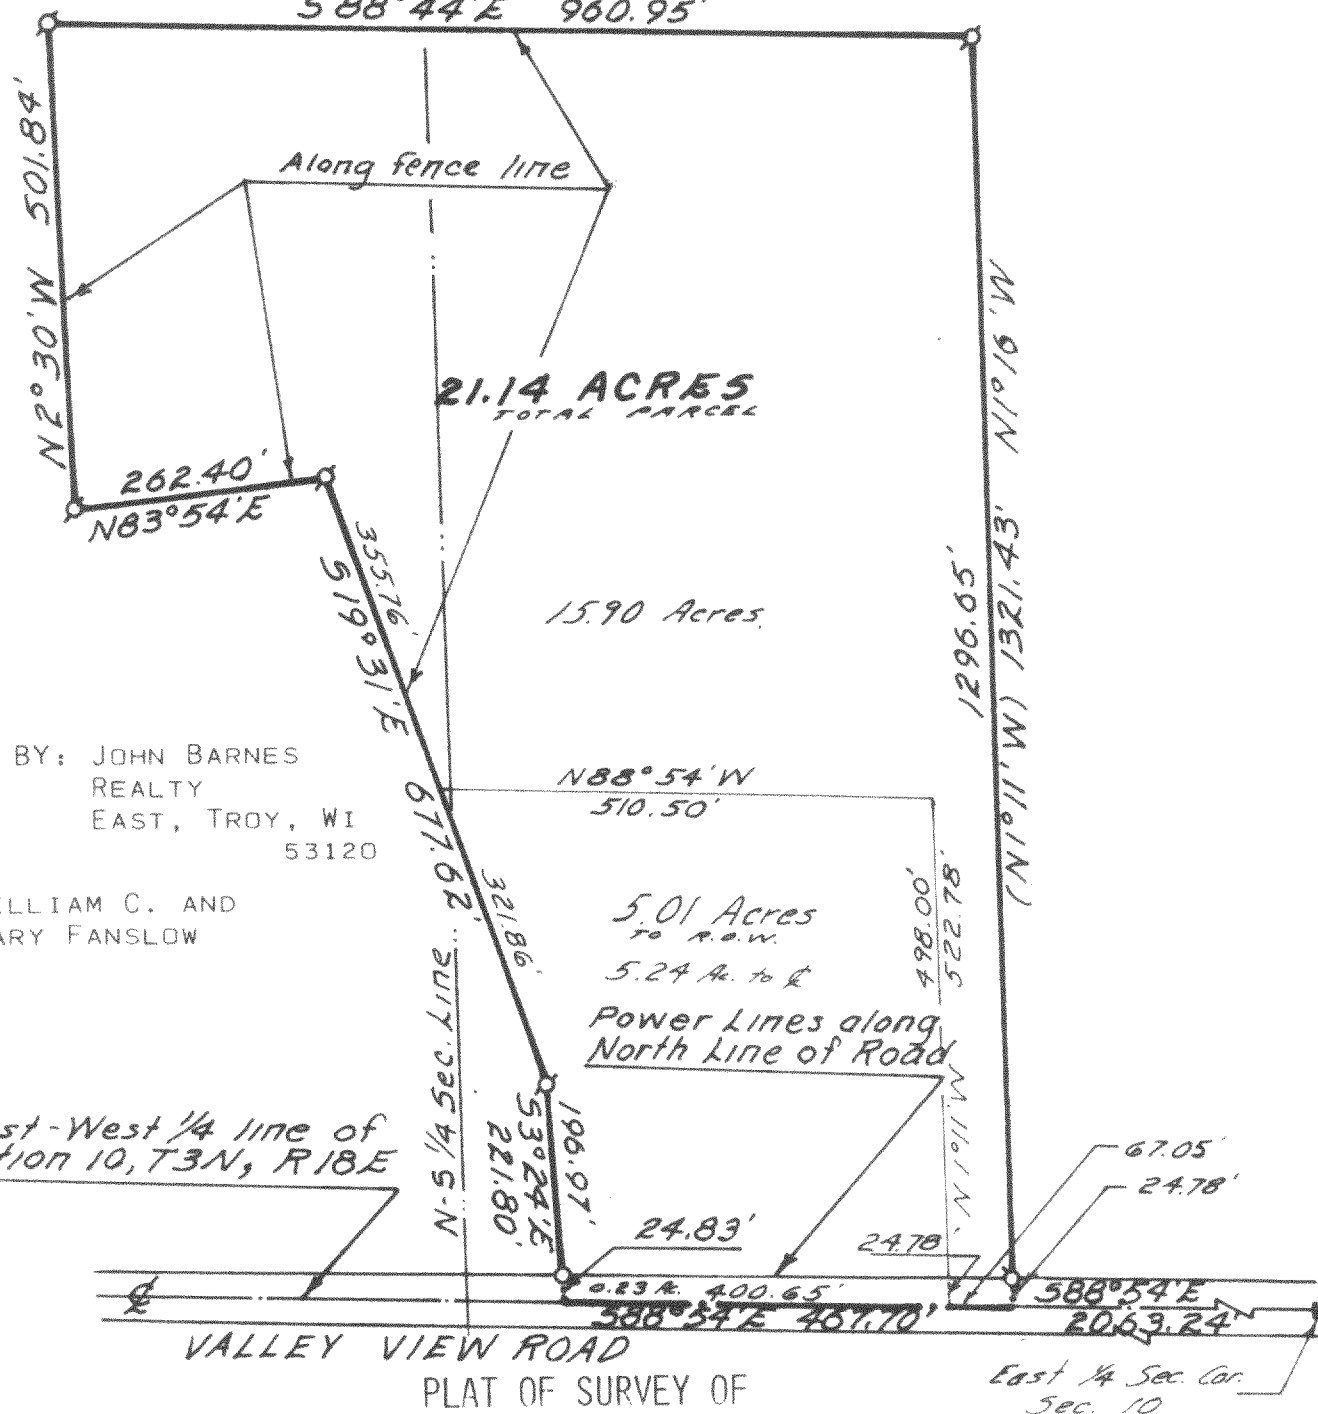 S 88°44'E 960.95'
N2°30'W 501.84'
Along fence line
N1°16'W
21.14 ACRES
TOTAL PARCEL
262.40'
N83°54'E
355.76'
S19°31'E 677.62'
15.90 Acres
1296.65'
(N1°11'W) 1321.43'
BY: JOHN BARNES
REALTY
EAST, TROY, WI
53120
N88°54'W
510.50'
LLIAM C. AND
ARY FANSLOW
321.86'
5.01 Acres
TO R.O.W.
5.24 Ac. to ℄
498.00'
522.78'
Power Lines along
North Line of Road
N-S 1/4 Sec. Line
N1°11'W
st-West 1/4 line of
tion 10, T3N, R18E
196.97'
S3°24'E
221.80'
67.05'
24.78'
24.83'
24.78'
℄
0.23 Ac. 400.65'
S88°54'E 467.70'
S88°54'E
2063.24'
VALLEY VIEW ROAD
PLAT OF SURVEY OF
East 1/4 Sec. Cor.
Sec. 10